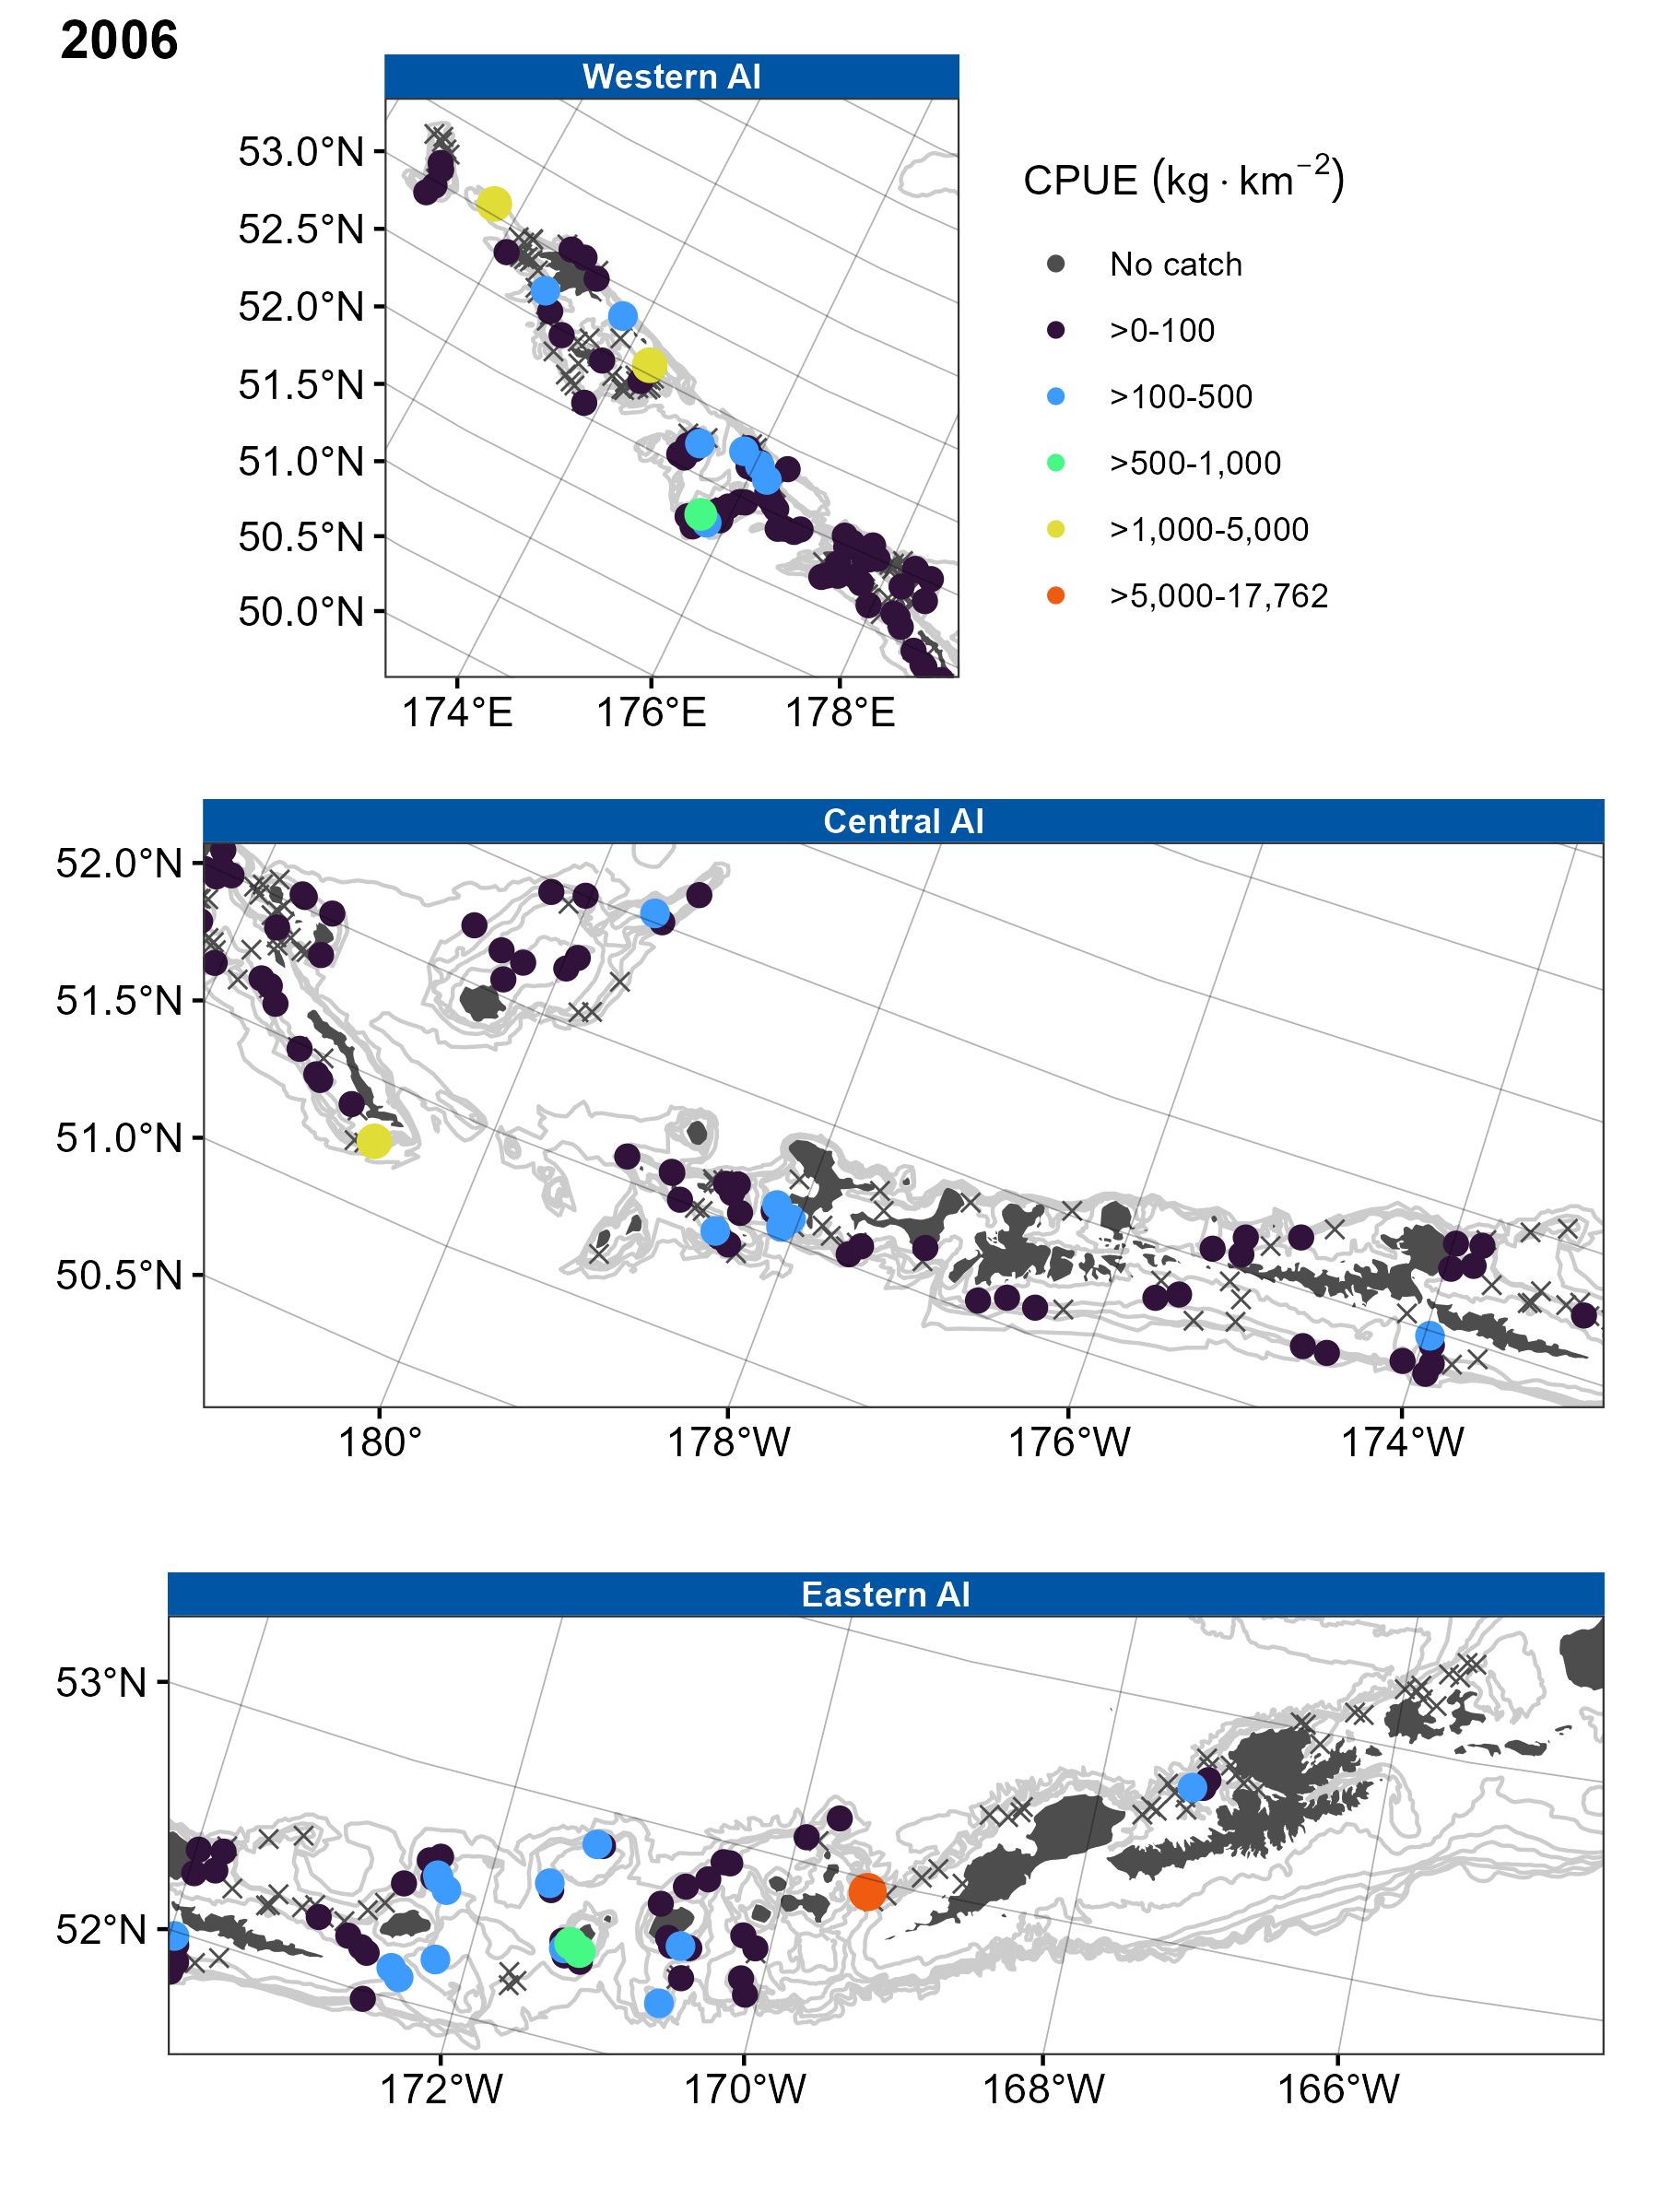 2006
Western AI
53.0°N
52.5°N
52.0°N
51.5°N
51.0°N
50.5°N
50.0°N
174°E 176°E 178°E
CPUE (kg · km⁻²)
No catch
>0-100
>100-500
>500-1,000
>1,000-5,000
>5,000-17,762
Central AI
52.0°N
51.5°N
51.0°N
50.5°N
180° 178°W 176°W 174°W
Eastern AI
53°N
52°N
172°W 170°W 168°W 166°W